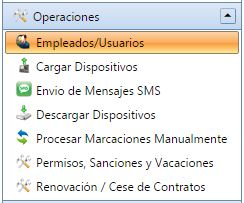 Operaciones
Empleados/Usuarios
Cargar Dispositivos
Envio de Mensajes SMS
Descargar Dispositivos
Procesar Marcaciones Manualmente
Permisos, Sanciones y Vacaciones
Renovación / Cese de Contratos